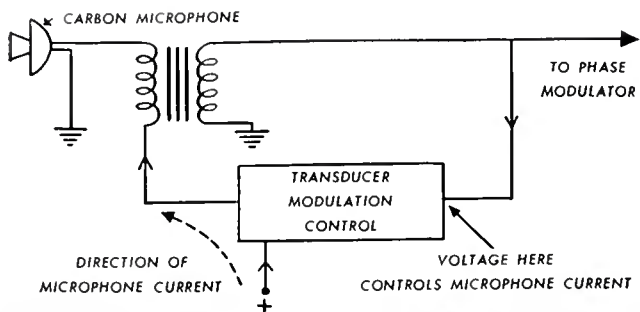 CARBON MICROPHONE
TO PHASE
MODULATOR
TRANSDUCER
MODULATION
CONTROL
DIRECTION OF
MICROPHONE CURRENT
+
VOLTAGE HERE
CONTROLS MICROPHONE CURRENT